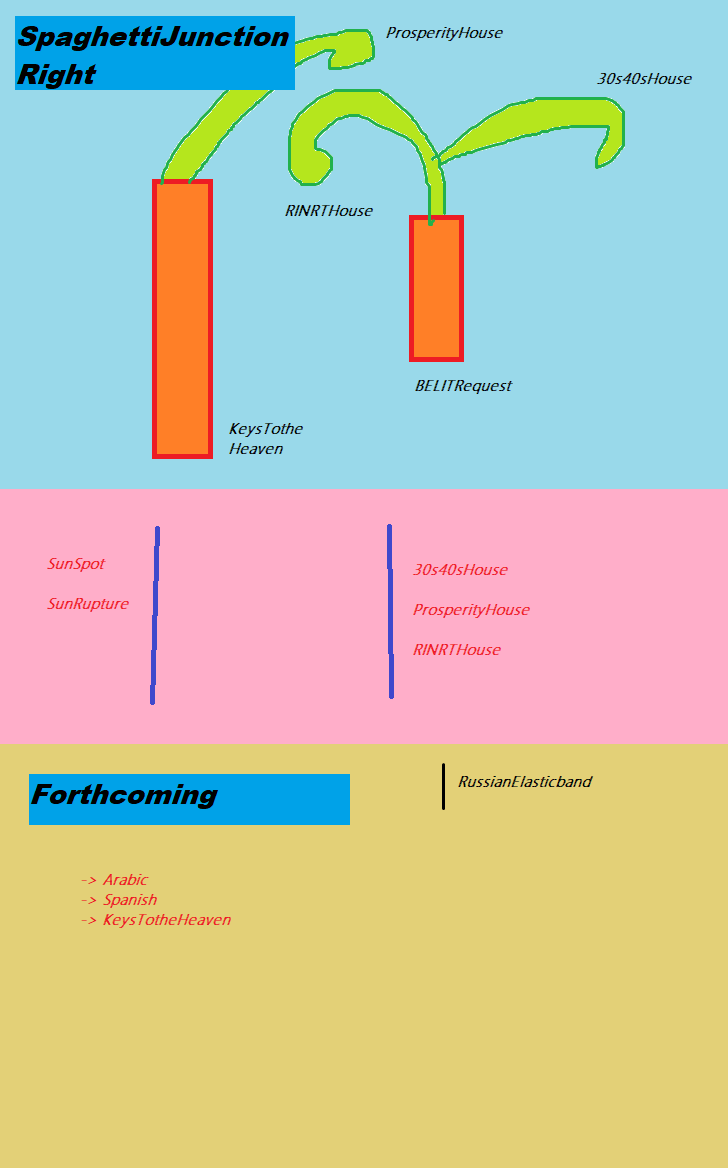 SpaghettiJunction
Right
ProsperityHouse
30s40sHouse
RINRTHouse
BELITRequest
KeysTothe
Heaven
SunSpot
SunRupture
30s40sHouse
ProsperityHouse
RINRTHouse
Forthcoming
RussianElasticband
-> Arabic
-> Spanish
-> KeysTotheHeaven